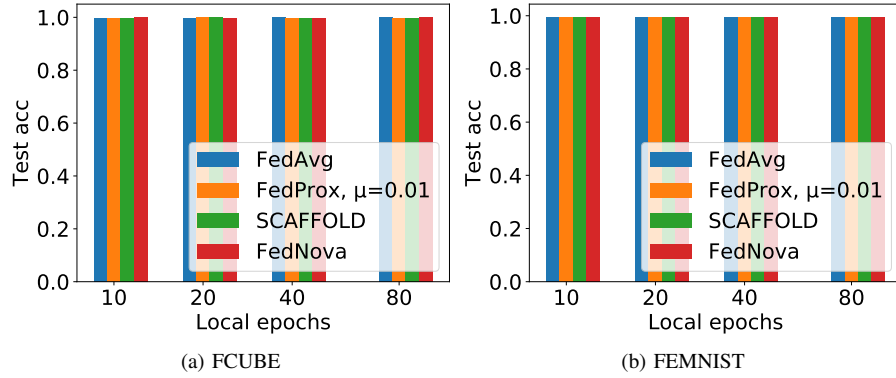 1.0
0.8
0.6
0.4
0.2
0.0
Test acc
FedAvg
FedProx, μ=0.01
SCAFFOLD
FedNova
10 20 40 80
Local epochs
(a) FCUBE
1.0
0.8
0.6
0.4
0.2
0.0
Test acc
FedAvg
FedProx, μ=0.01
SCAFFOLD
FedNova
10 20 40 80
Local epochs
(b) FEMNIST